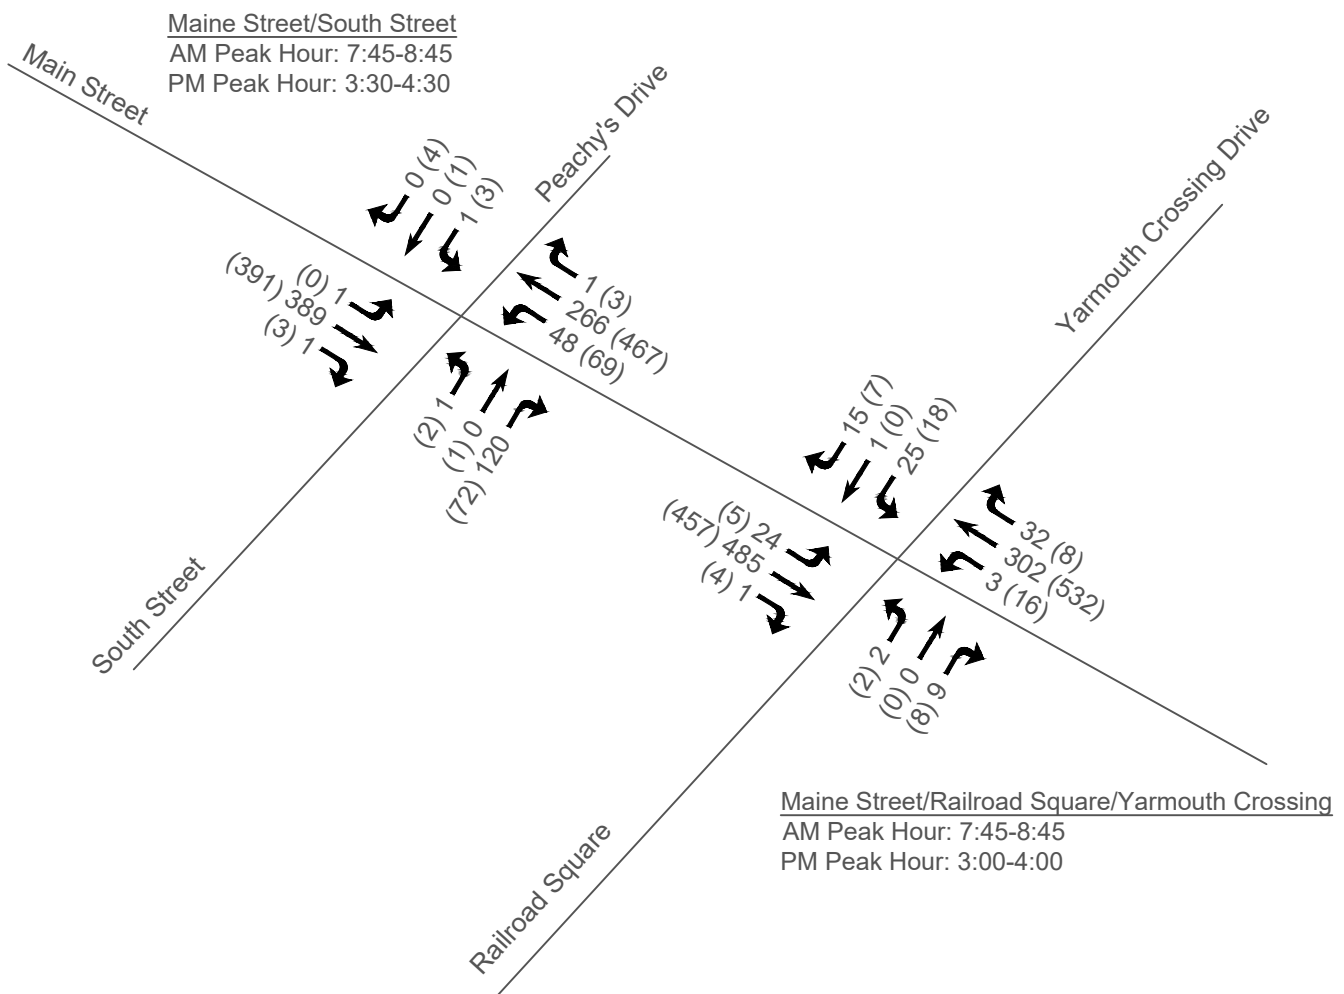 Maine Street/South Street
AM Peak Hour: 7:45-8:45
PM Peak Hour: 3:30-4:30
Main Street
Peachy's Drive
Yarmouth Crossing Drive
0 (4)
0 (1)
1 (3)
(0) 1
(391) 389
(3) 1
1 (3)
266 (467)
48 (69)
(2) 1
(1) 0
(72) 120
15 (7)
1 (0)
25 (18)
(5) 24
(457) 485
(4) 1
32 (8)
302 (532)
3 (16)
(2) 2
(0) 0
(8) 9
South Street
Railroad Square
Maine Street/Railroad Square/Yarmouth Crossing
AM Peak Hour: 7:45-8:45
PM Peak Hour: 3:00-4:00